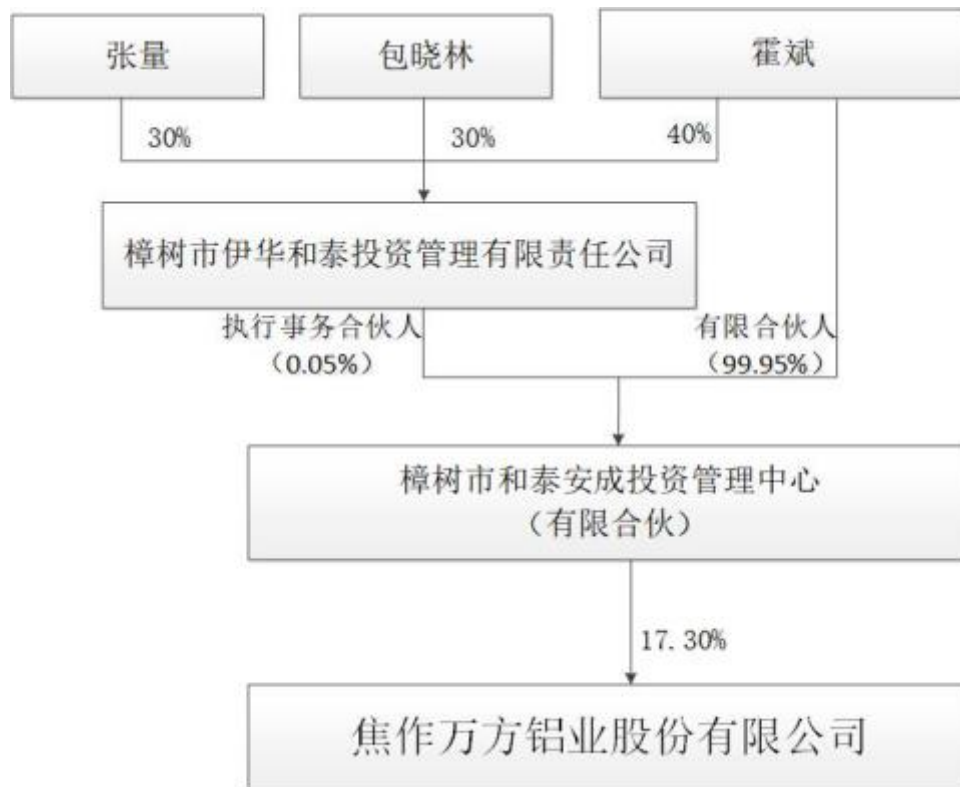 张量
包晓林
霍斌
30%
30%
40%
樟树市伊华和泰投资管理有限责任公司
执行事务合伙人
（0.05%）
有限合伙人
（99.95%）
樟树市和泰安成投资管理中心
（有限合伙）
17.30%
焦作万方铝业股份有限公司